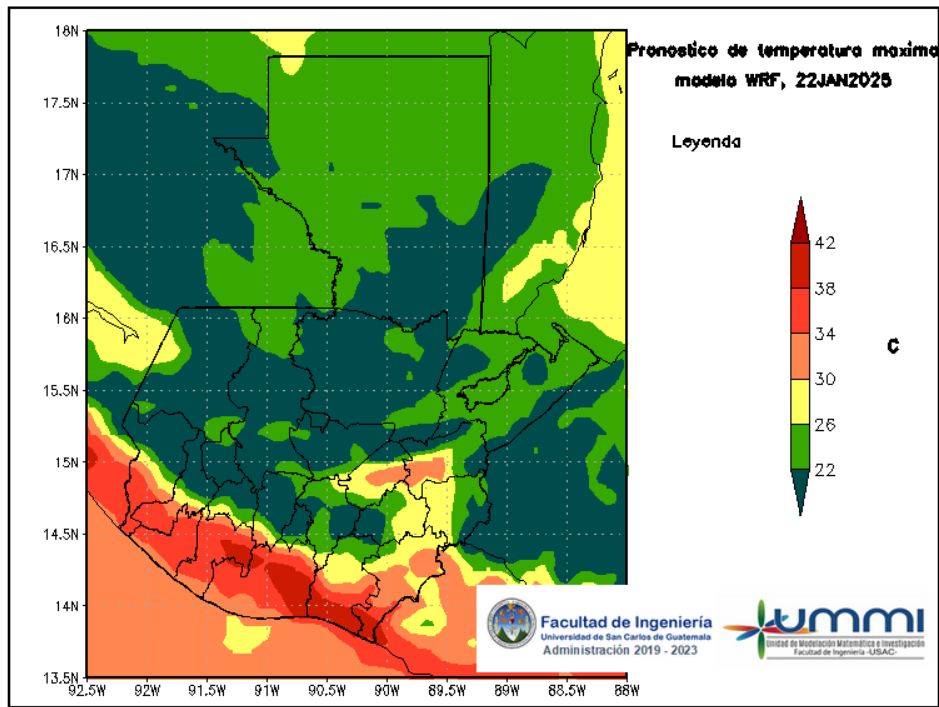 Pronostico de temperatura maxima
modelo WRF, 22JAN2025
Leyenda
18N
17.5N
17N
16.5N
16N
15.5N
15N
14.5N
14N
13.5N
92.5W 92W 91.5W 91W 90.5W 90W 89.5W 89W 88.5W 88W
42
38
34
30
26
22
C
Facultad de Ingeniería
Universidad de San Carlos de Guatemala
Administración 2019 - 2023
UMMI
Unidad de Modelación Matemática e Investigación
Facultad de Ingeniería -USAC-